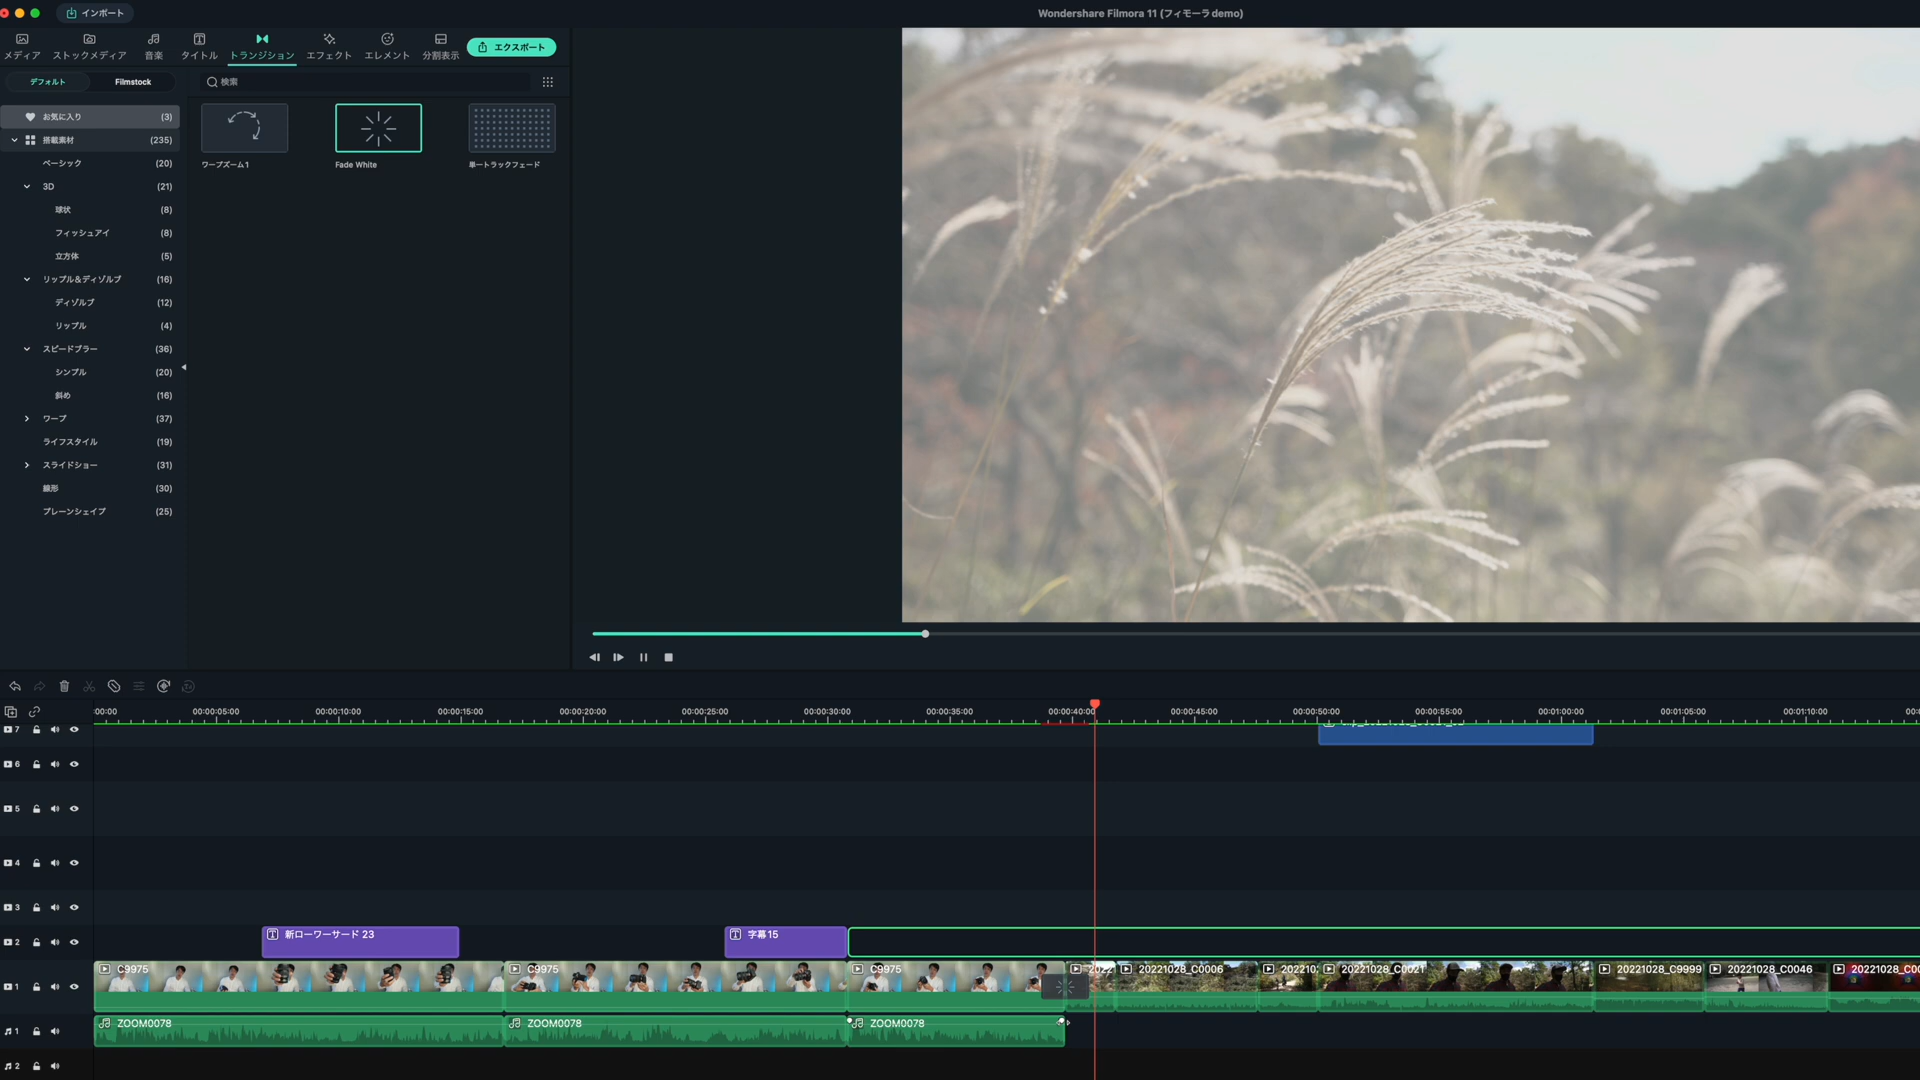 インポート
Wondershare Filmora 11 (フィモーラ demo)
メディア
ストックメディア
音楽
タイトル
トランジション
エフェクト
エレメント
分割表示
エクスポート
デフォルト
Filmstock
検索
お気に入り (3)
搭載素材 (235)
ベーシック (20)
3D (21)
球状 (8)
フィッシュアイ (8)
立方体 (5)
リップル&ディゾルブ (16)
ディゾルブ (12)
リップル (4)
スピードブラー (36)
シンプル (20)
斜め (16)
ワープ (37)
ライフスタイル (19)
スライドショー (31)
線形 (30)
プレーンシェイプ (25)
ワープズーム1
Fade White
単一トラックフェード
:00:00
00:00:05:00
00:00:10:00
00:00:15:00
00:00:20:00
00:00:25:00
00:00:30:00
00:00:35:00
00:00:40:00
00:00:45:00
00:00:50:00
00:00:55:00
00:01:00:00
00:01:05:00
00:01:10:00
7
6
5
4
3
2
新ローワーサード 23
字幕15
1
C9975
C9975
C9975
2022
20221028_C0006
202210
20221028_C0021
20221028_C9999
20221028_C0046
20221028_C00
1
ZOOM0078
ZOOM0078
ZOOM0078
2